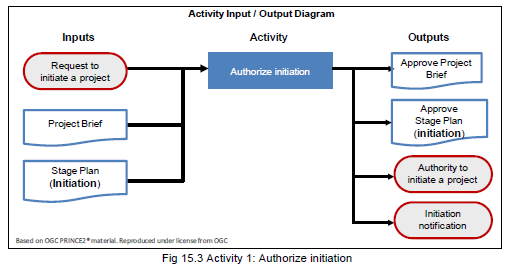 Activity Input / Output Diagram
Inputs
Activity
Outputs
Request to
initiate a project
Project Brief
Stage Plan
(Initiation)
Authorize initiation
Approve Project
Brief
Approve
Stage Plan
(initiation)
Authority to
initiate a project
Initiation
notification
Based on OGC PRINCE2® material. Reproduced under license from OGC
Fig 15.3 Activity 1: Authorize initiation